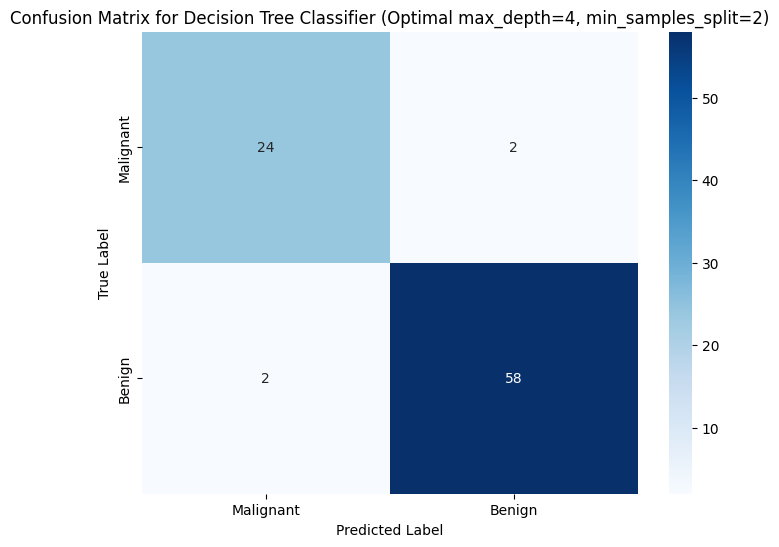 Confusion Matrix for Decision Tree Classifier (Optimal max_depth=4, min_samples_split=2)
Malignant
Benign
True Label
24
2
2
58
Malignant
Benign
Predicted Label
50
40
30
20
10